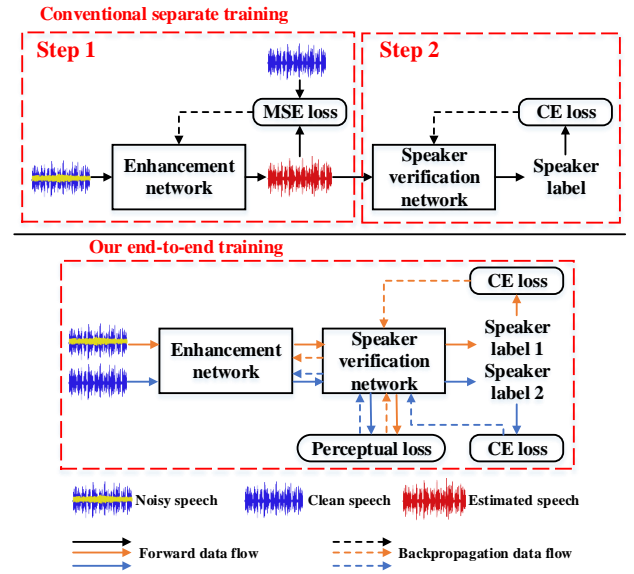 Conventional separate training
Step 1
Step 2
MSE loss
CE loss
Enhancement
network
Speaker
verification
network
Speaker
label
Our end-to-end training
CE loss
Enhancement
network
Speaker
verification
network
Speaker
label 1
Speaker
label 2
Perceptual loss
CE loss
Noisy speech
Clean speech
Estimated speech
Forward data flow
Backpropagation data flow